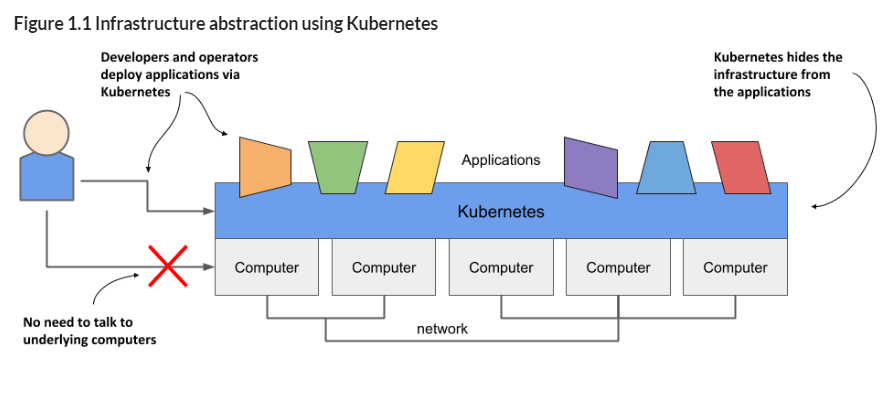 Figure 1.1 Infrastructure abstraction using Kubernetes
Developers and operators
deploy applications via
Kubernetes
Kubernetes hides the
infrastructure from
the applications
Applications
Kubernetes
Computer
Computer
Computer
Computer
Computer
network
No need to talk to
underlying computers